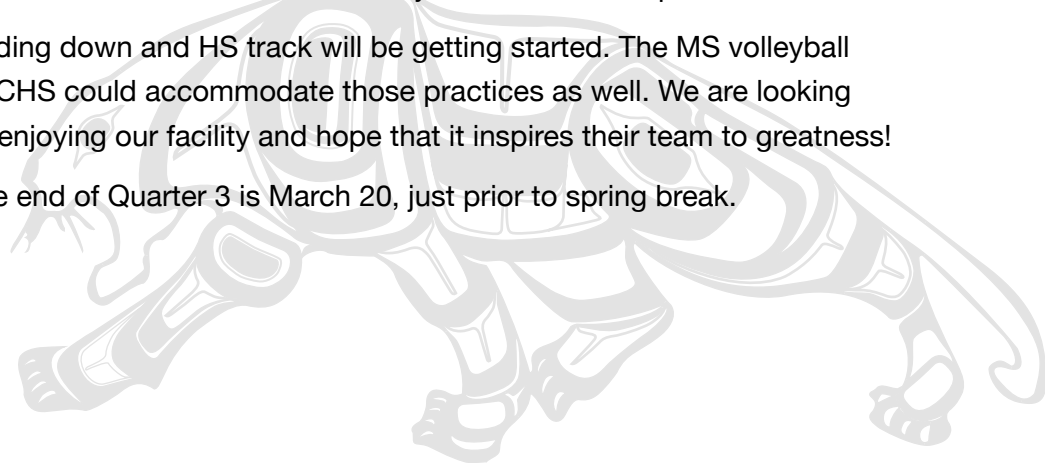 ding down and HS track will be getting started. The MS volleyball
CHS could accommodate those practices as well. We are looking
enjoying our facility and hope that it inspires their team to greatness!
e end of Quarter 3 is March 20, just prior to spring break.